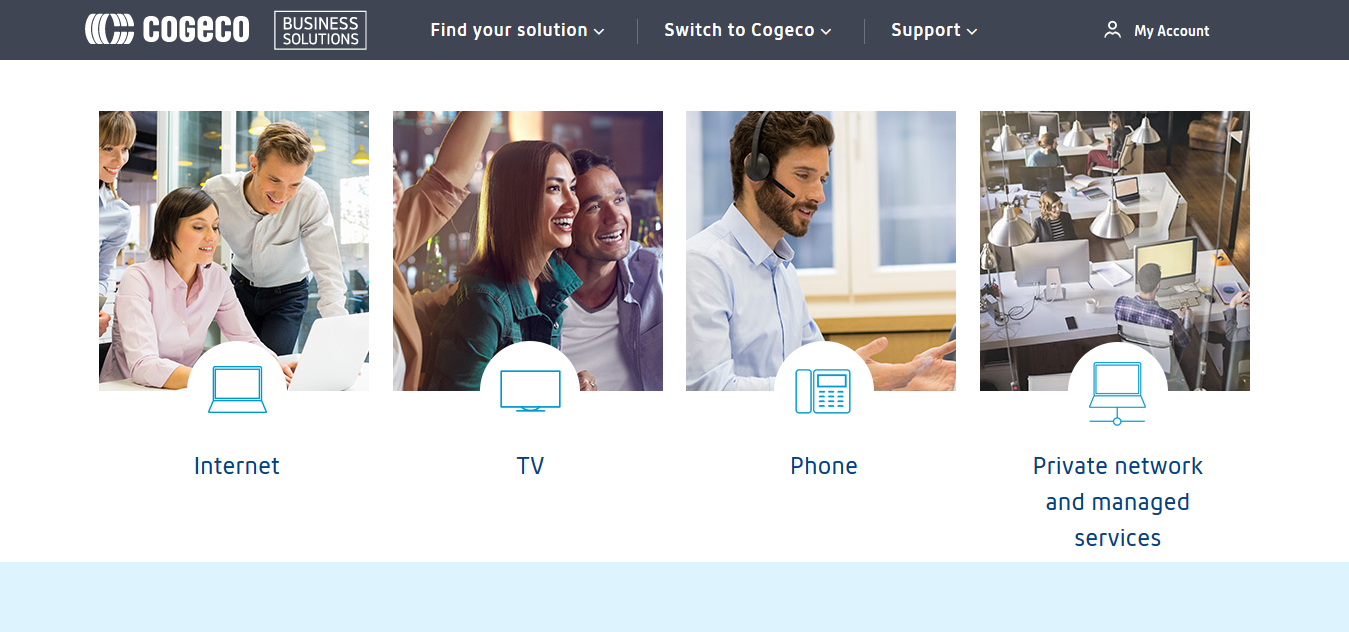 COGECO
BUSINESS
SOLUTIONS
Find your solution
Switch to Cogeco
Support
My Account
Internet
TV
Phone
Private network
and managed
services